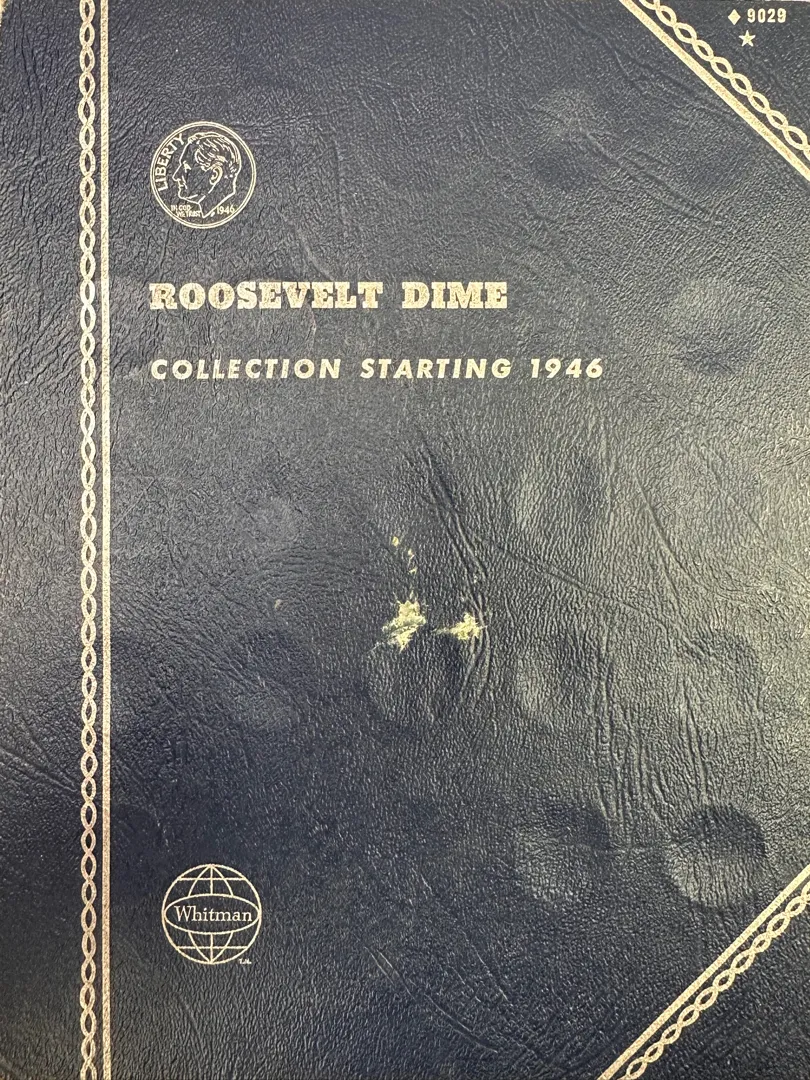 ◆ 9029
★
LIBERTY
IN GOD
WE TRUST
1946
ROOSEVELT DIME
COLLECTION STARTING 1946
Whitman